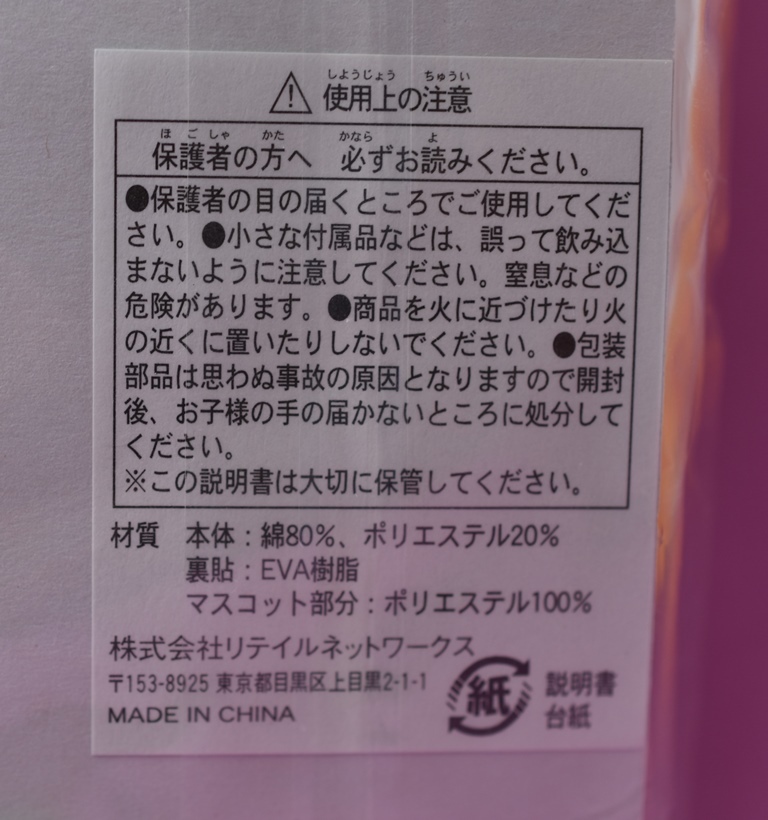 使用上の注意
しようじょう ちゅうい
保護者の方へ 必ずお読みください。
ほごしゃ かた かなら よ
●保護者の目の届くところでご使用してくだ
さい。●小さな付属品などは、誤って飲み込
まないように注意してください。窒息などの
危険があります。●商品を火に近づけたり火
の近くに置いたりしないでください。●包装
部品は思わぬ事故の原因となりますので開封
後、お子様の手の届かないところに処分して
ください。
※この説明書は大切に保管してください。
材質 本体:綿80%、ポリエステル20%
裏貼:EVA樹脂
マスコット部分:ポリエステル100%
株式会社リテイルネットワークス
〒153-8925 東京都目黒区上目黒2-1-1
MADE IN CHINA
紙 説明書
台紙